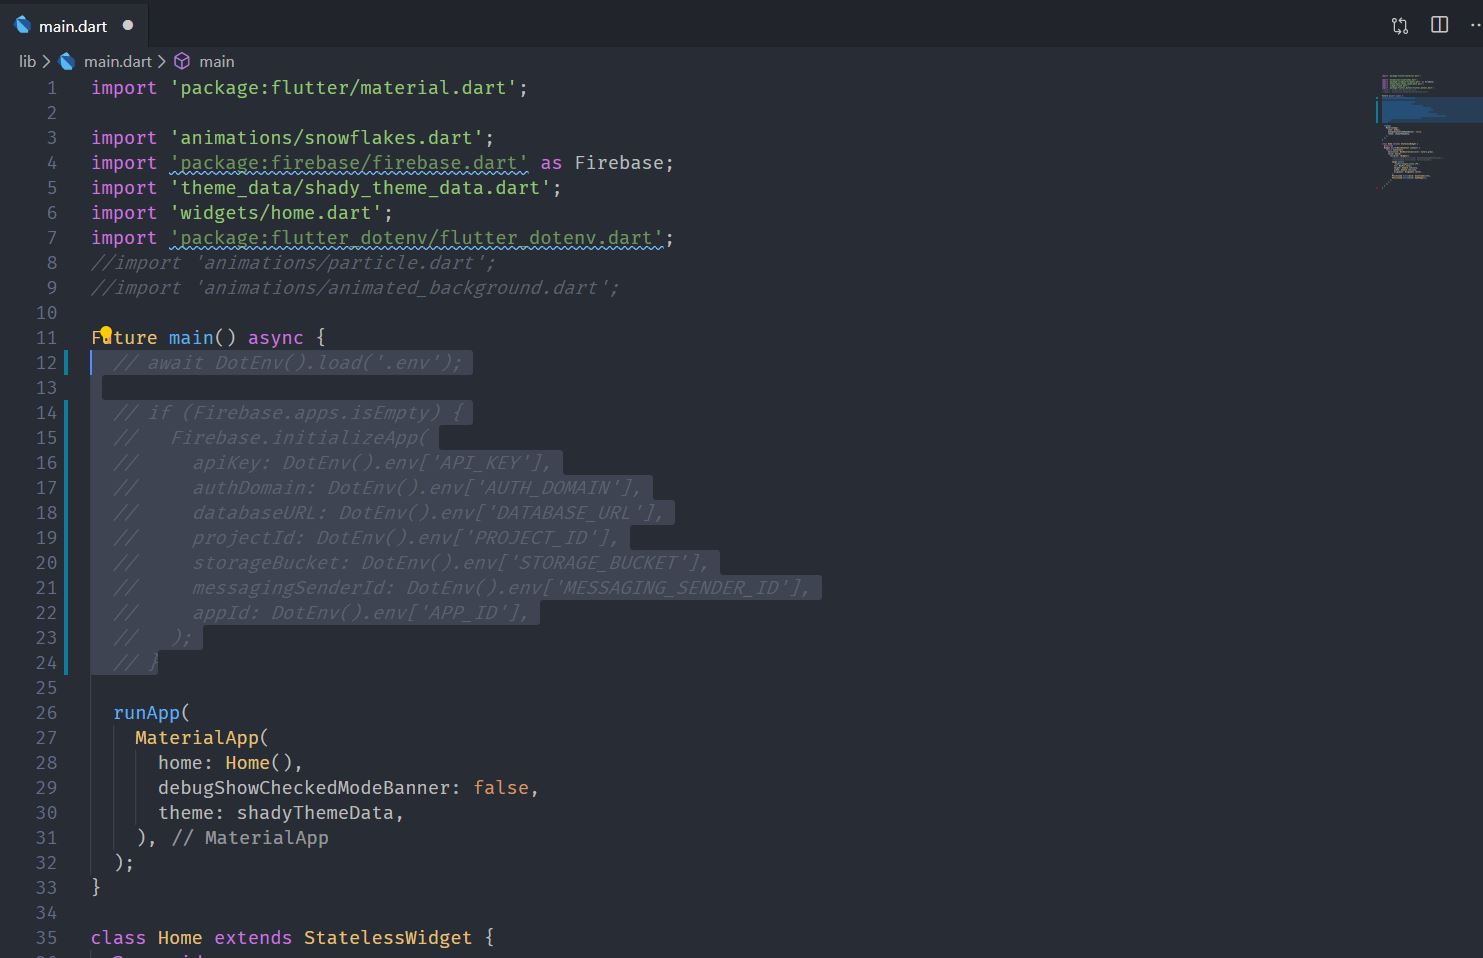 main.dart
lib > main.dart > main
1 import 'package:flutter/material.dart';
2
3 import 'animations/snowflakes.dart';
4 import 'package:firebase/firebase.dart' as Firebase;
5 import 'theme_data/shady_theme_data.dart';
6 import 'widgets/home.dart';
7 import 'package:flutter_dotenv/flutter_dotenv.dart';
8 //import 'animations/particle.dart';
9 //import 'animations/animated_background.dart';
10
11 Future main() async {
12 // await DotEnv().load('.env');
13
14 // if (Firebase.apps.isEmpty) {
15 //   Firebase.initializeApp(
16 //     apiKey: DotEnv().env['API_KEY'],
17 //     authDomain: DotEnv().env['AUTH_DOMAIN'],
18 //     databaseURL: DotEnv().env['DATABASE_URL'],
19 //     projectId: DotEnv().env['PROJECT_ID'],
20 //     storageBucket: DotEnv().env['STORAGE_BUCKET'],
21 //     messagingSenderId: DotEnv().env['MESSAGING_SENDER_ID'],
22 //     appId: DotEnv().env['APP_ID'],
23 //   );
24 // }
25
26 runApp(
27 MaterialApp(
28 home: Home(),
29 debugShowCheckedModeBanner: false,
30 theme: shadyThemeData,
31 ), // MaterialApp
32 );
33 }
34
35 class Home extends StatelessWidget {